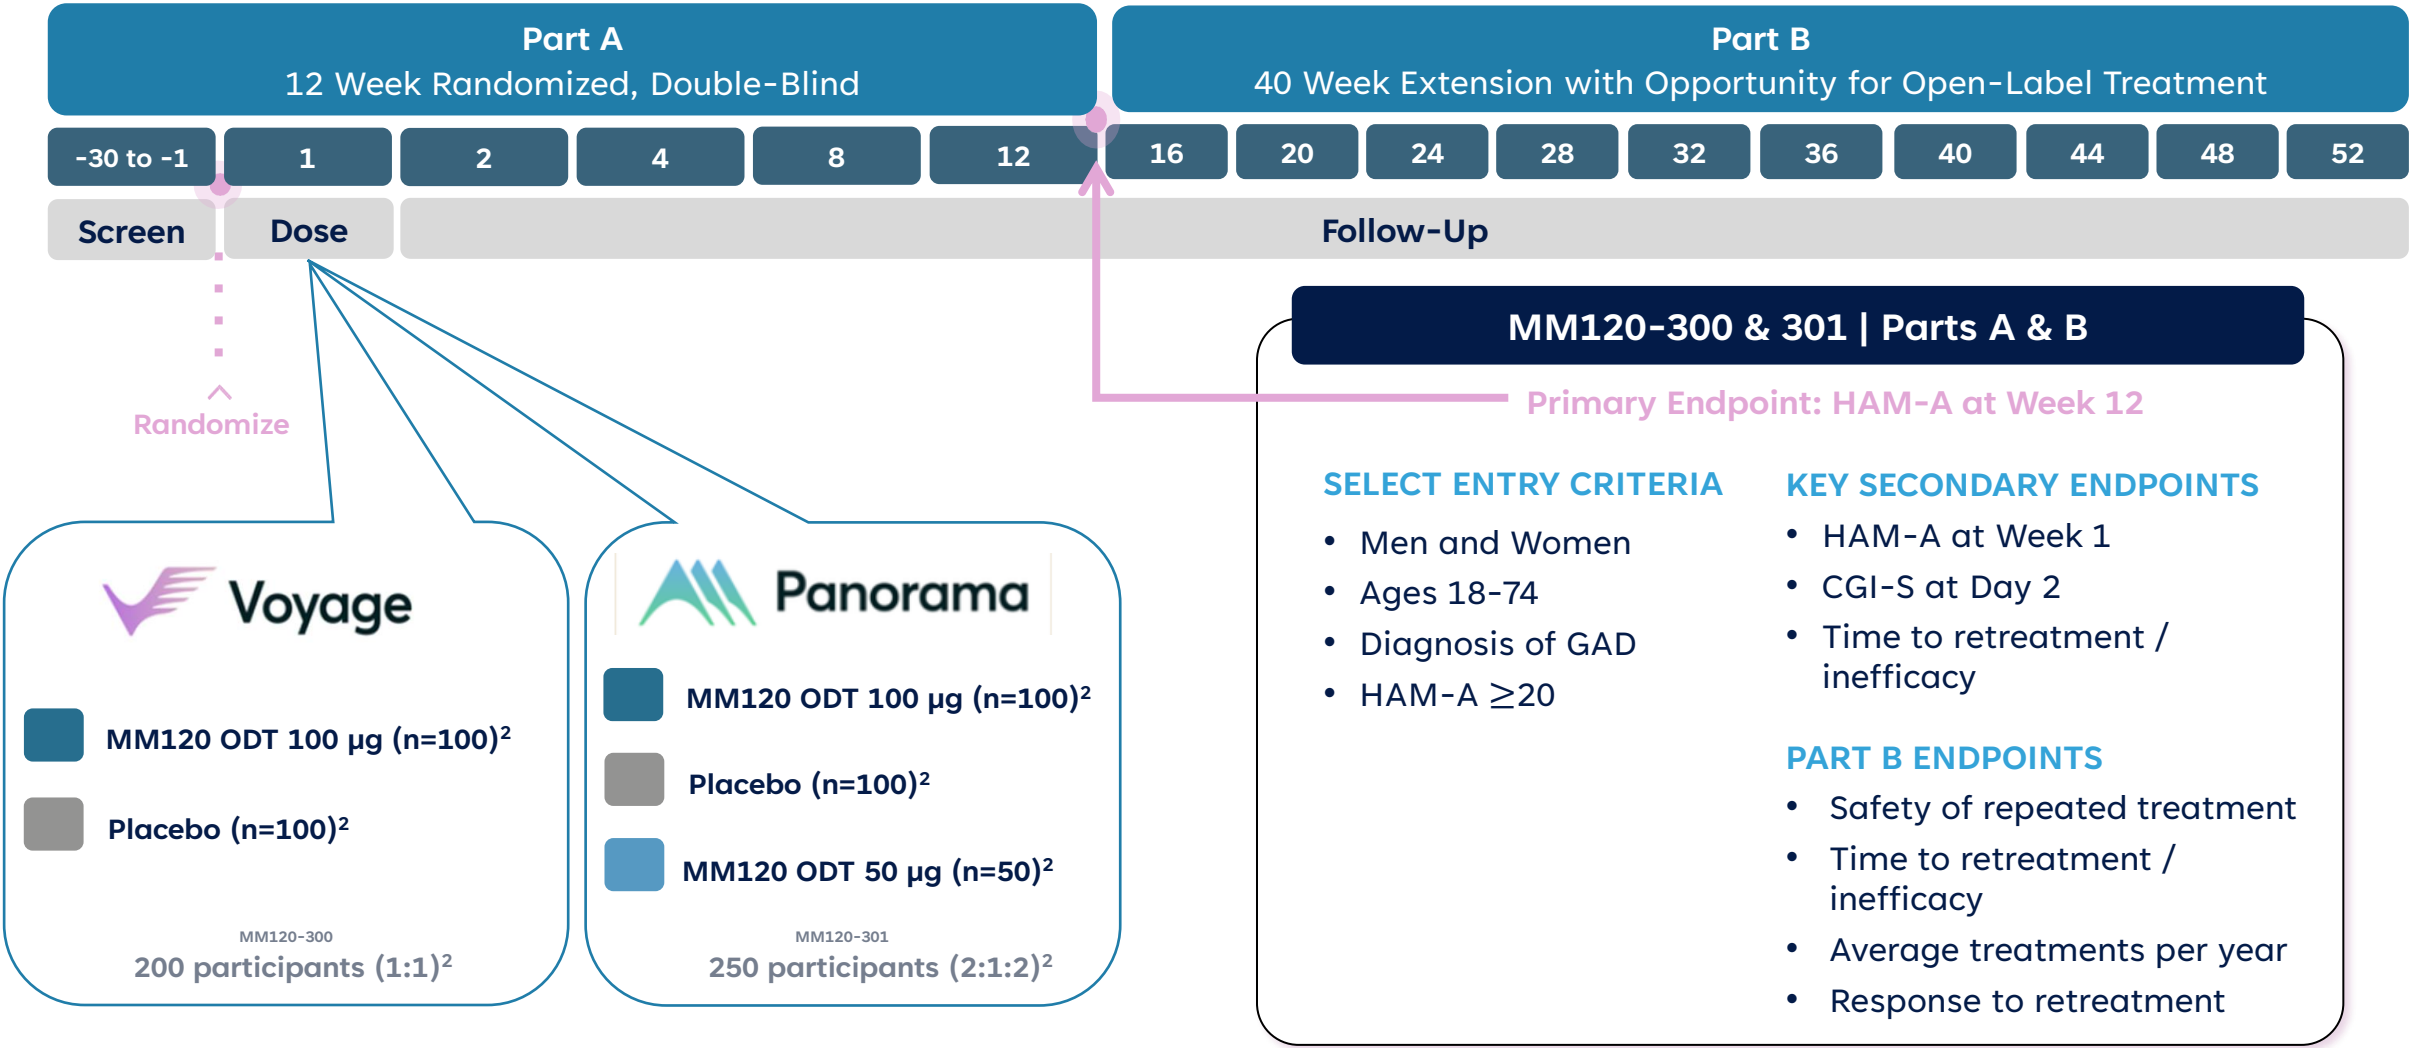 Part A
12 Week Randomized, Double-Blind
Part B
40 Week Extension with Opportunity for Open-Label Treatment
-30 to -1
1
2
4
8
12
16
20
24
28
32
36
40
44
48
52
Screen
Dose
Follow-Up
Randomize
Voyage
MM120 ODT 100 µg (n=100)²
Placebo (n=100)²
MM120-300
200 participants (1:1)²
Panorama
MM120 ODT 100 µg (n=100)²
Placebo (n=100)²
MM120 ODT 50 µg (n=50)²
MM120-301
250 participants (2:1:2)²
MM120-300 & 301 | Parts A & B
Primary Endpoint: HAM-A at Week 12
SELECT ENTRY CRITERIA
• Men and Women
• Ages 18-74
• Diagnosis of GAD
• HAM-A ≥20
KEY SECONDARY ENDPOINTS
• HAM-A at Week 1
• CGI-S at Day 2
• Time to retreatment /
inefficacy
PART B ENDPOINTS
• Safety of repeated treatment
• Time to retreatment /
inefficacy
• Average treatments per year
• Response to retreatment